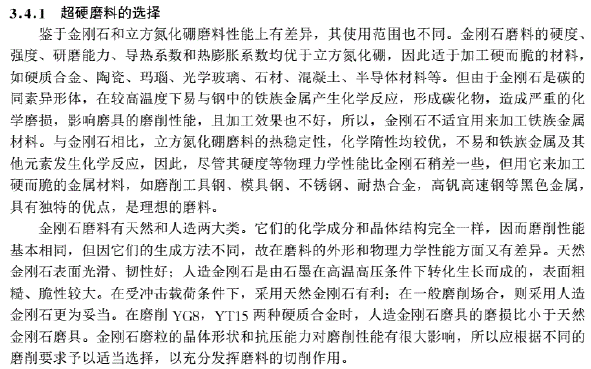 3.4.1 超硬磨料的选择
鉴于金刚石和立方氮化硼磨料性能上有差异，其使用范围也不同。金刚石磨料的硬度、
强度、研磨能力、导热系数和热膨胀系数均优于立方氮化硼，因此适于加工硬而脆的材料，
如硬质合金、陶瓷、玛瑙、光学玻璃、石材、混凝土、半导体材料等。但由于金刚石是碳的
同素异形体，在较高温度下易与钢中的铁族金属产生化学反应，形成碳化物，造成严重的化
学磨损，影响磨具的磨削性能，且加工效果也不好，所以，金刚石不适宜用来加工铁族金属
材料。与金刚石相比，立方氮化硼磨料的热稳定性，化学隋性均较优，不易和铁族金属及其
他元素发生化学反应，因此，尽管其硬度等物理力学性能比金刚石稍差一些，但用它来加工
硬而脆的金属材料，如磨削工具钢、模具钢、不锈钢、耐热合金，高钒高速钢等黑色金属，
具有独特的优点，是理想的磨料。
金刚石磨料有天然和人造两大类。它们的化学成分和晶体结构完全一样，因而磨削性能
基本相同，但因它们的生成方法不同，故在磨料的外形和物理力学性能方面又有差异。天然
金刚石表面光滑、韧性好；人造金刚石是由石墨在高温高压条件下转化生长而成的，表面粗
糙、脆性较大。在受冲击载荷条件下，采用天然金刚石有利；在一般磨削场合，则采用人造
金刚石更为妥当。在磨削 YG8，YT15 两种硬质合金时，人造金刚石磨具的磨损比小于天然
金刚石磨具。金刚石磨粒的晶体形状和抗压能力对磨削性能有很大影响，所以应根据不同的
磨削要求予以适当选择，以充分发挥磨料的切削作用。